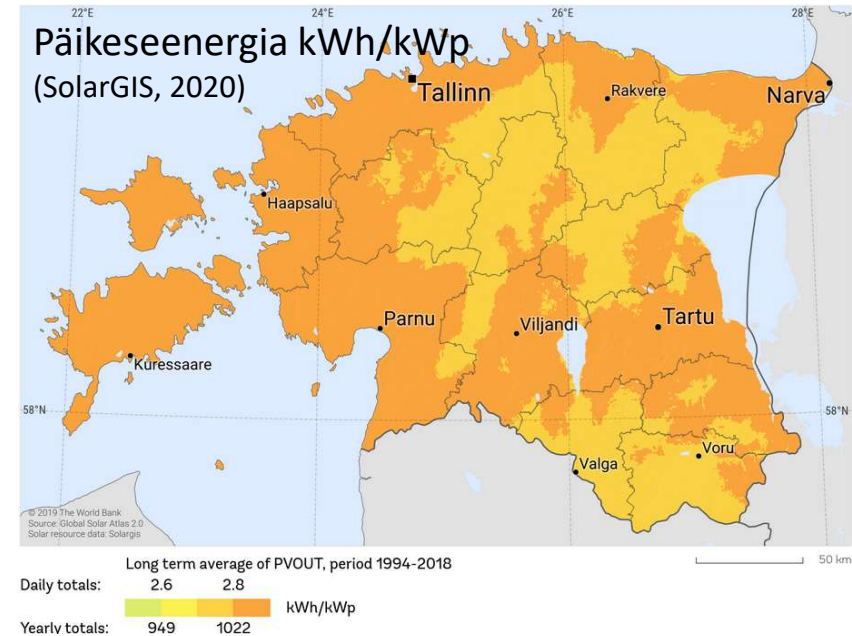 22°E 24°E 26°E 28°E
Päikeseenergia kWh/kWp
(SolarGIS, 2020)
Tallinn
Rakvere
Narva
Haapsalu
Parnu
Viljandi
Tartu
Kuressaare
58°N 58°N
Voru
Valga
© 2019 The World Bank
Source: Global Solar Atlas 2.0
Solar resource data: Solargis
Long term average of PVOUT, period 1994-2018
50 km
Daily totals: 2.6 2.8
kWh/kWp
Yearly totals: 949 1022